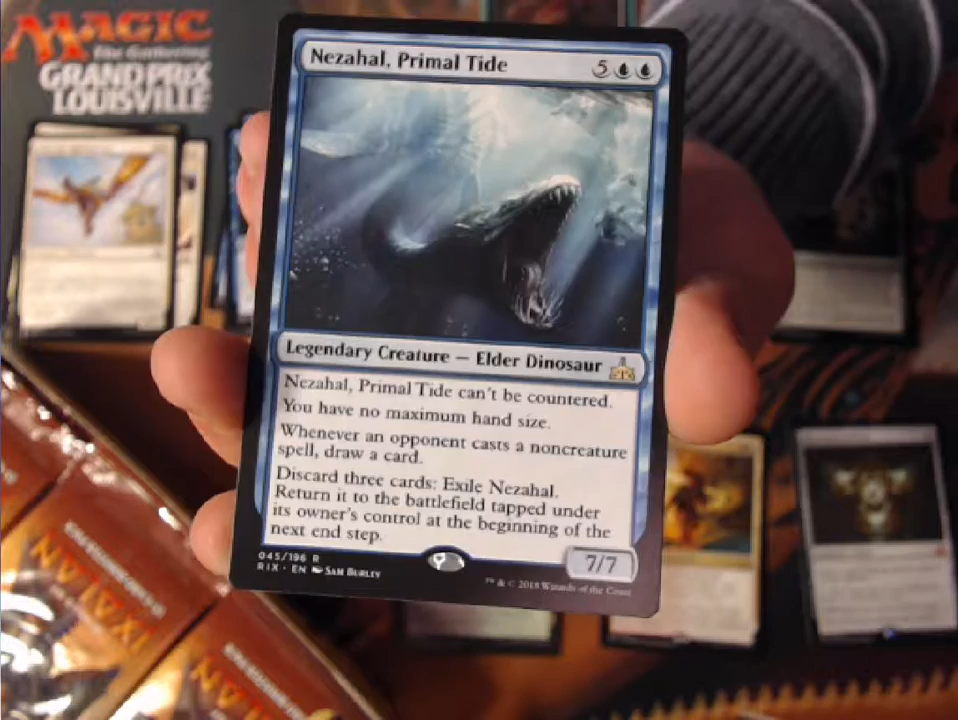 MAGIC
The Gathering
GRAND PRIX
LOUISVILLE
Nezahal, Primal Tide 5
Legendary Creature — Elder Dinosaur
Nezahal, Primal Tide can't be countered.
You have no maximum hand size.
Whenever an opponent casts a noncreature
spell, draw a card.
Discard three cards: Exile Nezahal.
Return it to the battlefield tapped under
its owner's control at the beginning of the
next end step.
7/7
045/196 R
RIX • EN SAM BURLEY
™ & © 2018 Wizards of the Coast
IXALAN